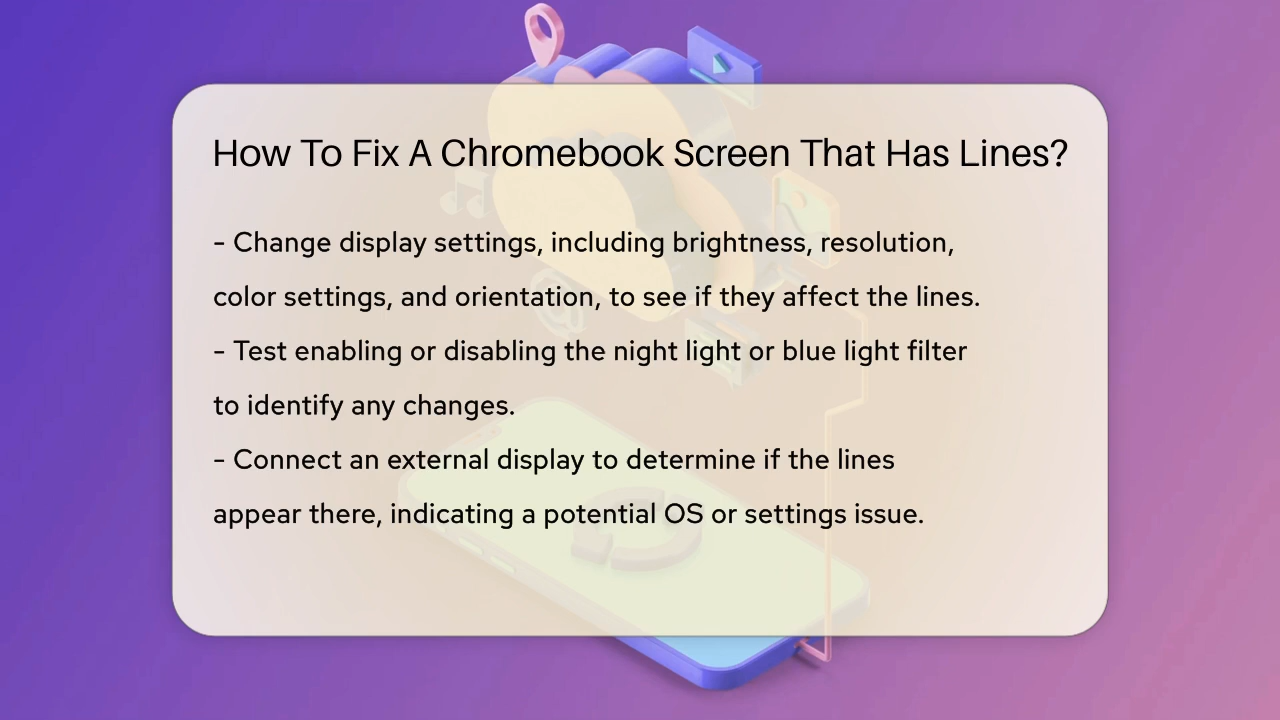 How To Fix A Chromebook Screen That Has Lines?
- Change display settings, including brightness, resolution,
color settings, and orientation, to see if they affect the lines.
- Test enabling or disabling the night light or blue light filter
to identify any changes.
- Connect an external display to determine if the lines
appear there, indicating a potential OS or settings issue.